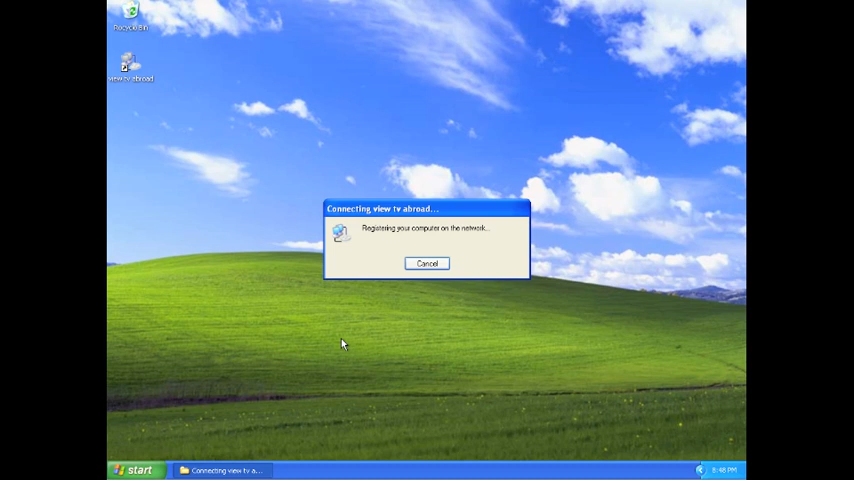 Recycle Bin
view tv abroad
Connecting view tv abroad...
Registering your computer on the network...
Cancel
start
Connecting view tv a...
8:48 PM